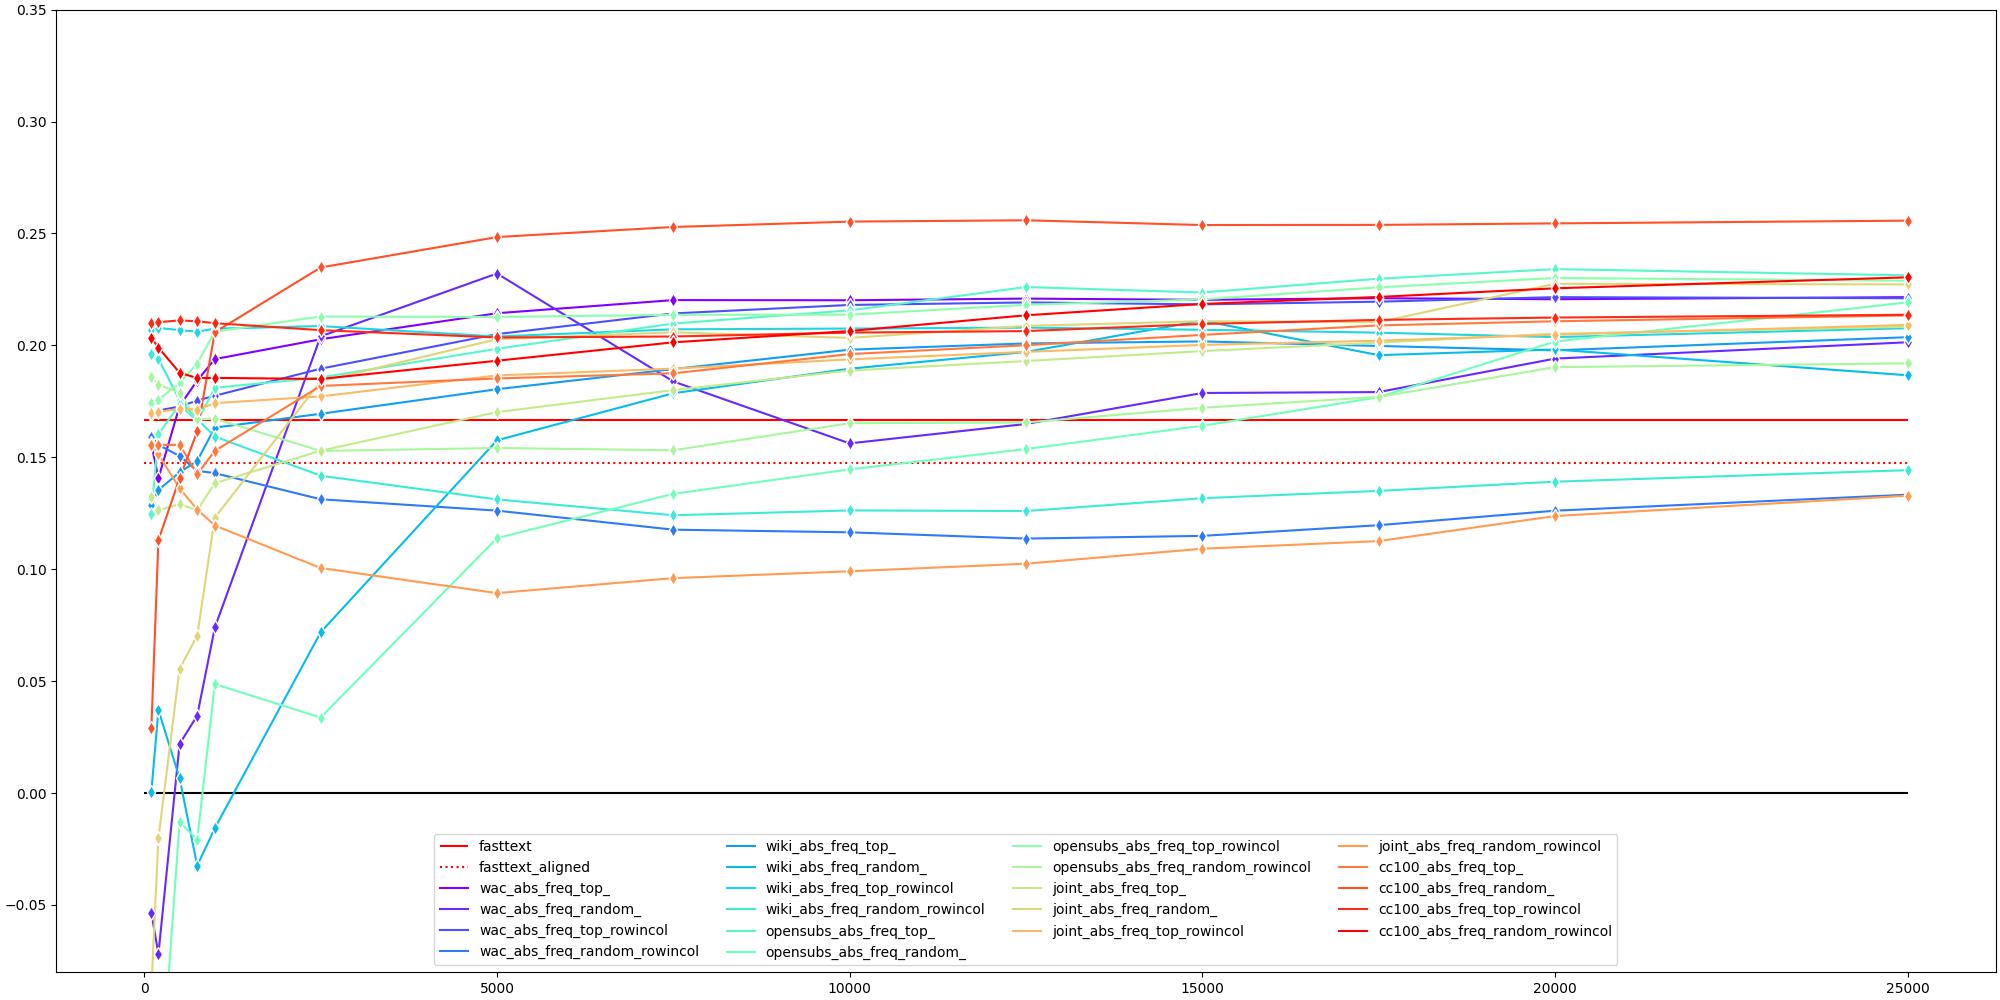 0.35
0.30
0.25
0.20
0.15
0.10
0.05
0.00
−0.05
fasttext
fasttext_aligned
wac_abs_freq_top_
wac_abs_freq_random_
wac_abs_freq_top_rowincol
wac_abs_freq_random_rowincol
wiki_abs_freq_top_
wiki_abs_freq_random_
wiki_abs_freq_top_rowincol
wiki_abs_freq_random_rowincol
opensubs_abs_freq_top_
opensubs_abs_freq_random_
opensubs_abs_freq_top_rowincol
opensubs_abs_freq_random_rowincol
joint_abs_freq_top_
joint_abs_freq_random_
joint_abs_freq_top_rowincol
joint_abs_freq_random_rowincol
cc100_abs_freq_top_
cc100_abs_freq_random_
cc100_abs_freq_top_rowincol
cc100_abs_freq_random_rowincol
0 5000 10000 15000 20000 25000